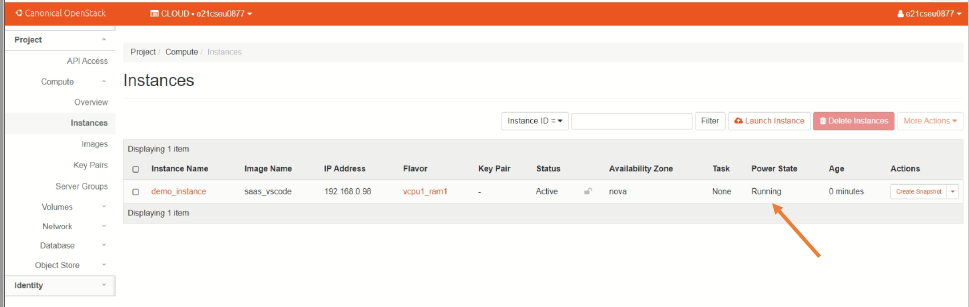 Canonical OpenStack CLOUD • e21cseu0877 e21cseu0877
Project
API Access
Compute
Overview
Instances
Images
Key Pairs
Server Groups
Volumes
Network
Database
Object Store
Identity
Project / Compute / Instances
Instances
Instance ID = Filter Launch Instance Delete Instances More Actions
Displaying 1 item
Instance Name Image Name IP Address Flavor Key Pair Status Availability Zone Task Power State Age Actions
demo_instance saas_vscode 192.168.0.98 vcpu1_ram1 - Active nova None Running 0 minutes Create Snapshot
Displaying 1 item